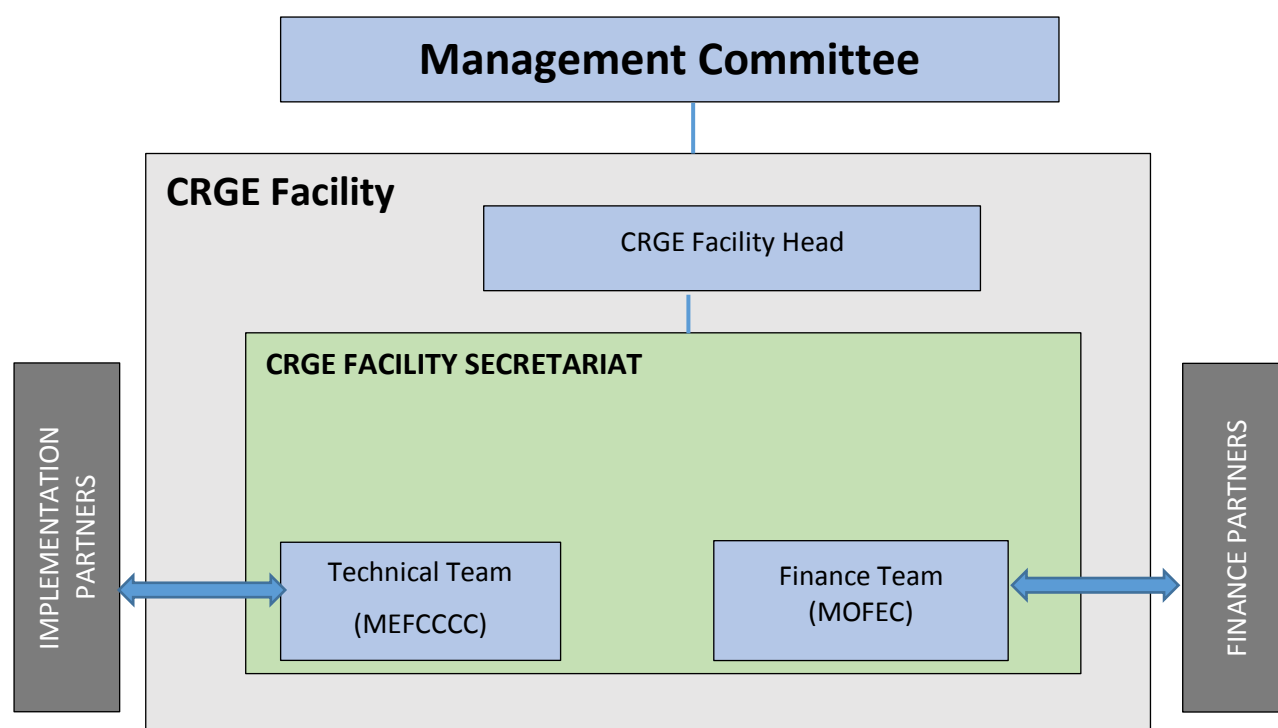 Management Committee
CRGE Facility
CRGE Facility Head
CRGE FACILITY SECRETARIAT
IMPLEMENTATION
PARTNERS
Technical Team
(MEFCCCC)
Finance Team
(MOFEC)
FINANCE PARTNERS